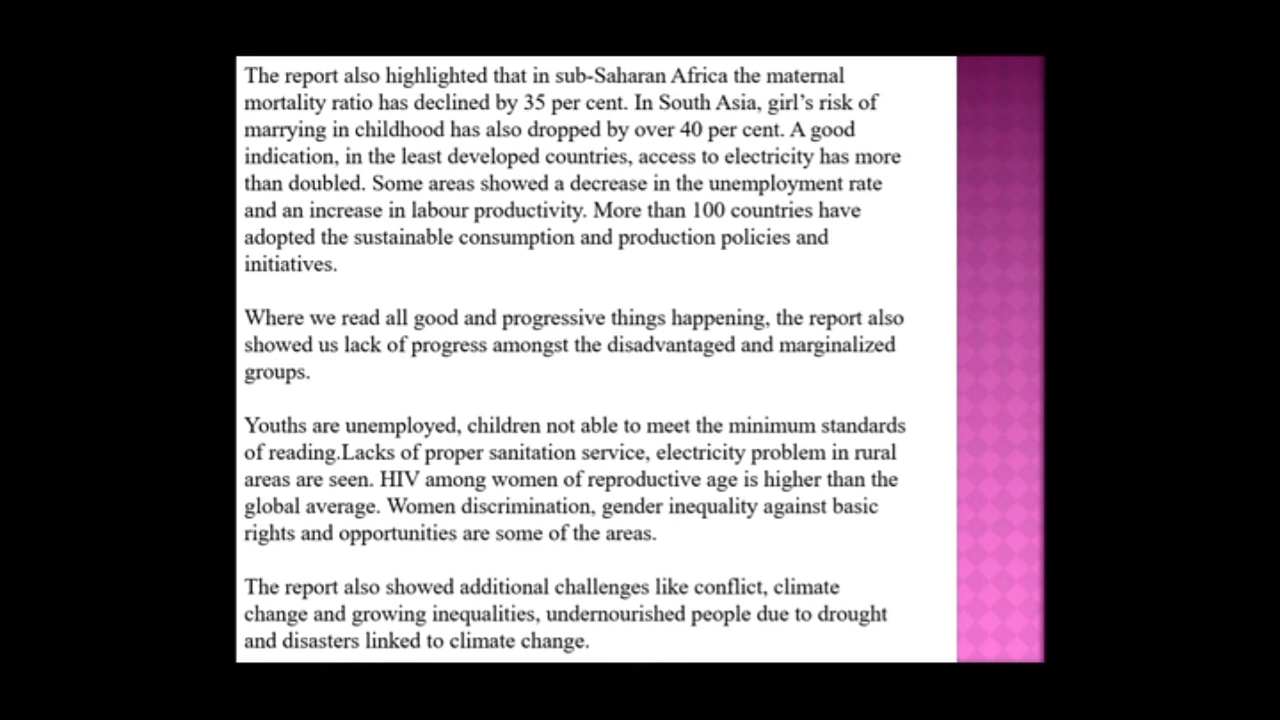 The report also highlighted that in sub-Saharan Africa the maternal
mortality ratio has declined by 35 per cent. In South Asia, girl's risk of
marrying in childhood has also dropped by over 40 per cent. A good
indication, in the least developed countries, access to electricity has more
than doubled. Some areas showed a decrease in the unemployment rate
and an increase in labour productivity. More than 100 countries have
adopted the sustainable consumption and production policies and
initiatives.
Where we read all good and progressive things happening, the report also
showed us lack of progress amongst the disadvantaged and marginalized
groups.
Youths are unemployed, children not able to meet the minimum standards
of reading.Lacks of proper sanitation service, electricity problem in rural
areas are seen. HIV among women of reproductive age is higher than the
global average. Women discrimination, gender inequality against basic
rights and opportunities are some of the areas.
The report also showed additional challenges like conflict, climate
change and growing inequalities, undernourished people due to drought
and disasters linked to climate change.